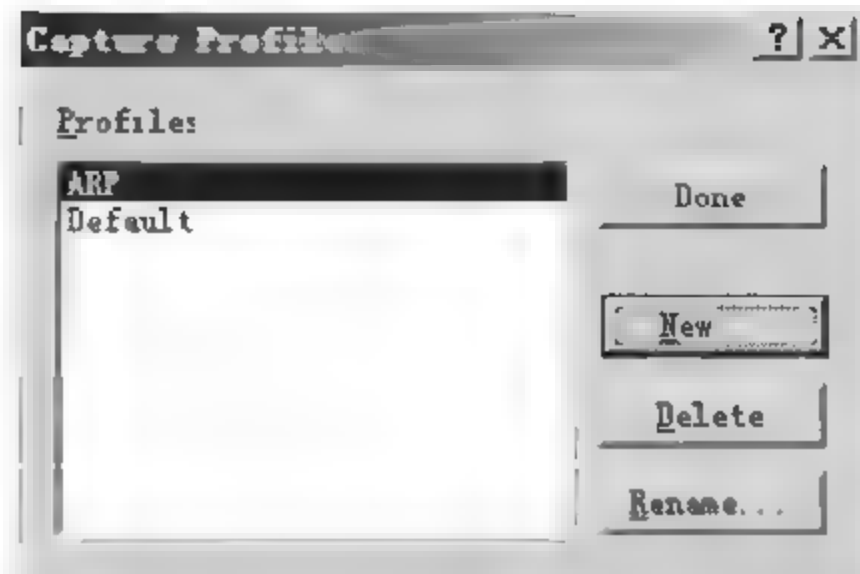 Capture Profiles
Profiles
ARP
Default
Done
New
Delete
Rename...